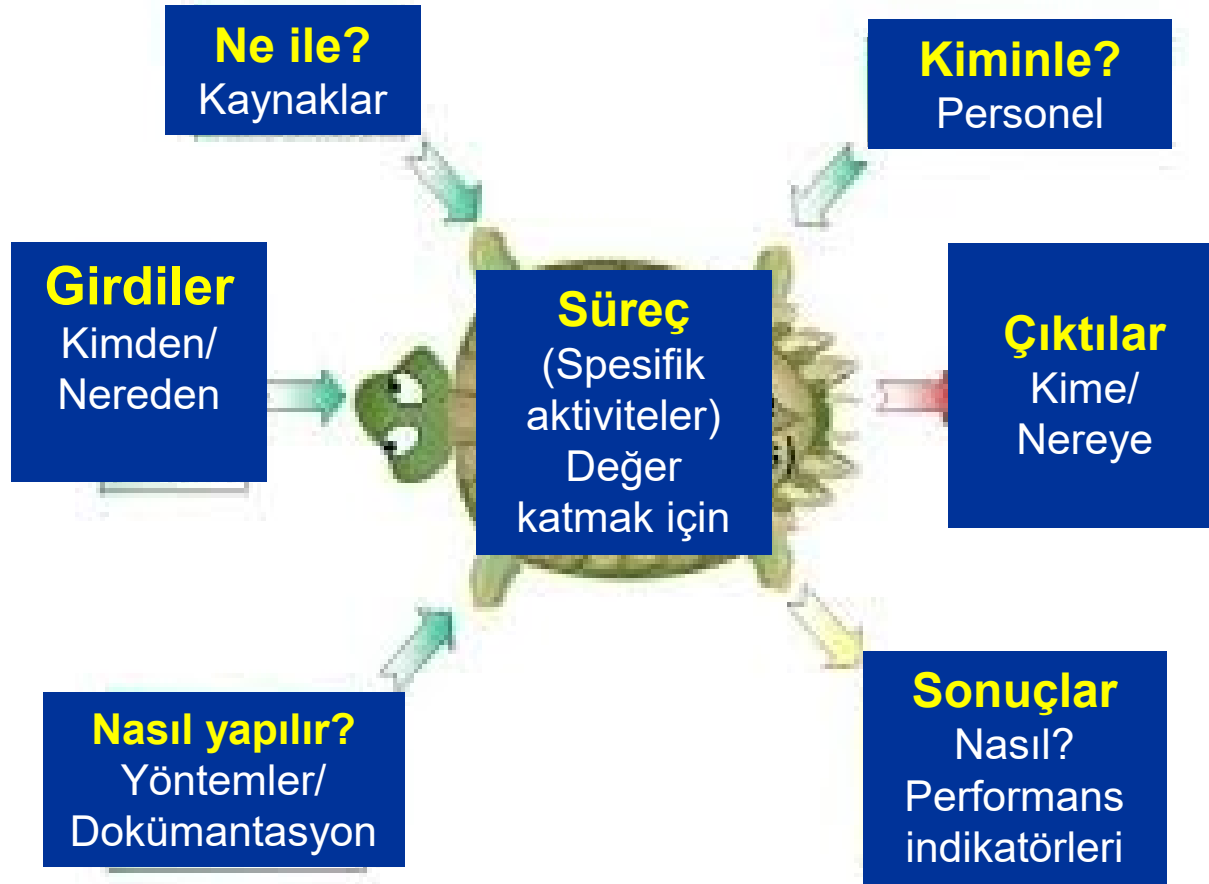 Ne ile?
Kaynaklar
Kiminle?
Personel
Girdiler
Kimden/
Nereden
Süreç
(Spesifik
aktiviteler)
Değer
katmak için
Çıktılar
Kime/
Nereye
Nasıl yapılır?
Yöntemler/
Dokümantasyon
Sonuçlar
Nasıl?
Performans
indikatörleri